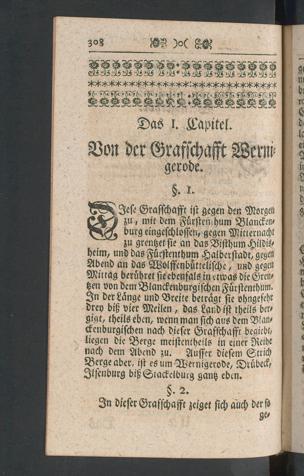 308
Das I. Capitel.
Von der Grafschafft Werni-
gerode.
§. 1.
Diese Grafschafft ist gegen den Morgen
zu, mit dem Fürstenthum Blancken-
burg eingeschlossen, gegen Mitternacht
zu grentzet sie an das Bisthum Hildis-
heim, und das Fürstenthum Halberstadt, gegen
Abend an das Wolffenbüttelische, und gegen
Mittag berühret sie ebenfals in etwas die Gren-
tzen von dem Blanckenburgischen Fürstenthum.
In der Länge und Breite beträgt sie ohngefehr
drey biß vier Meilen, das Land ist theils ber-
gigt, theils eben, wenn man sich aus dem Blan-
ckenburgischen nach dieser Grafschafft begiebt,
liegen die Berge meistentheils in einer Reihe
nach dem Abend zu. Ausser diesem Strich
Berge aber, ist es um Wernigerode, Drübeck,
Ilsenburg biß Stackelburg gantz eben.
§. 2.
In dieser Grafschafft zeiget sich auch der so
ge-